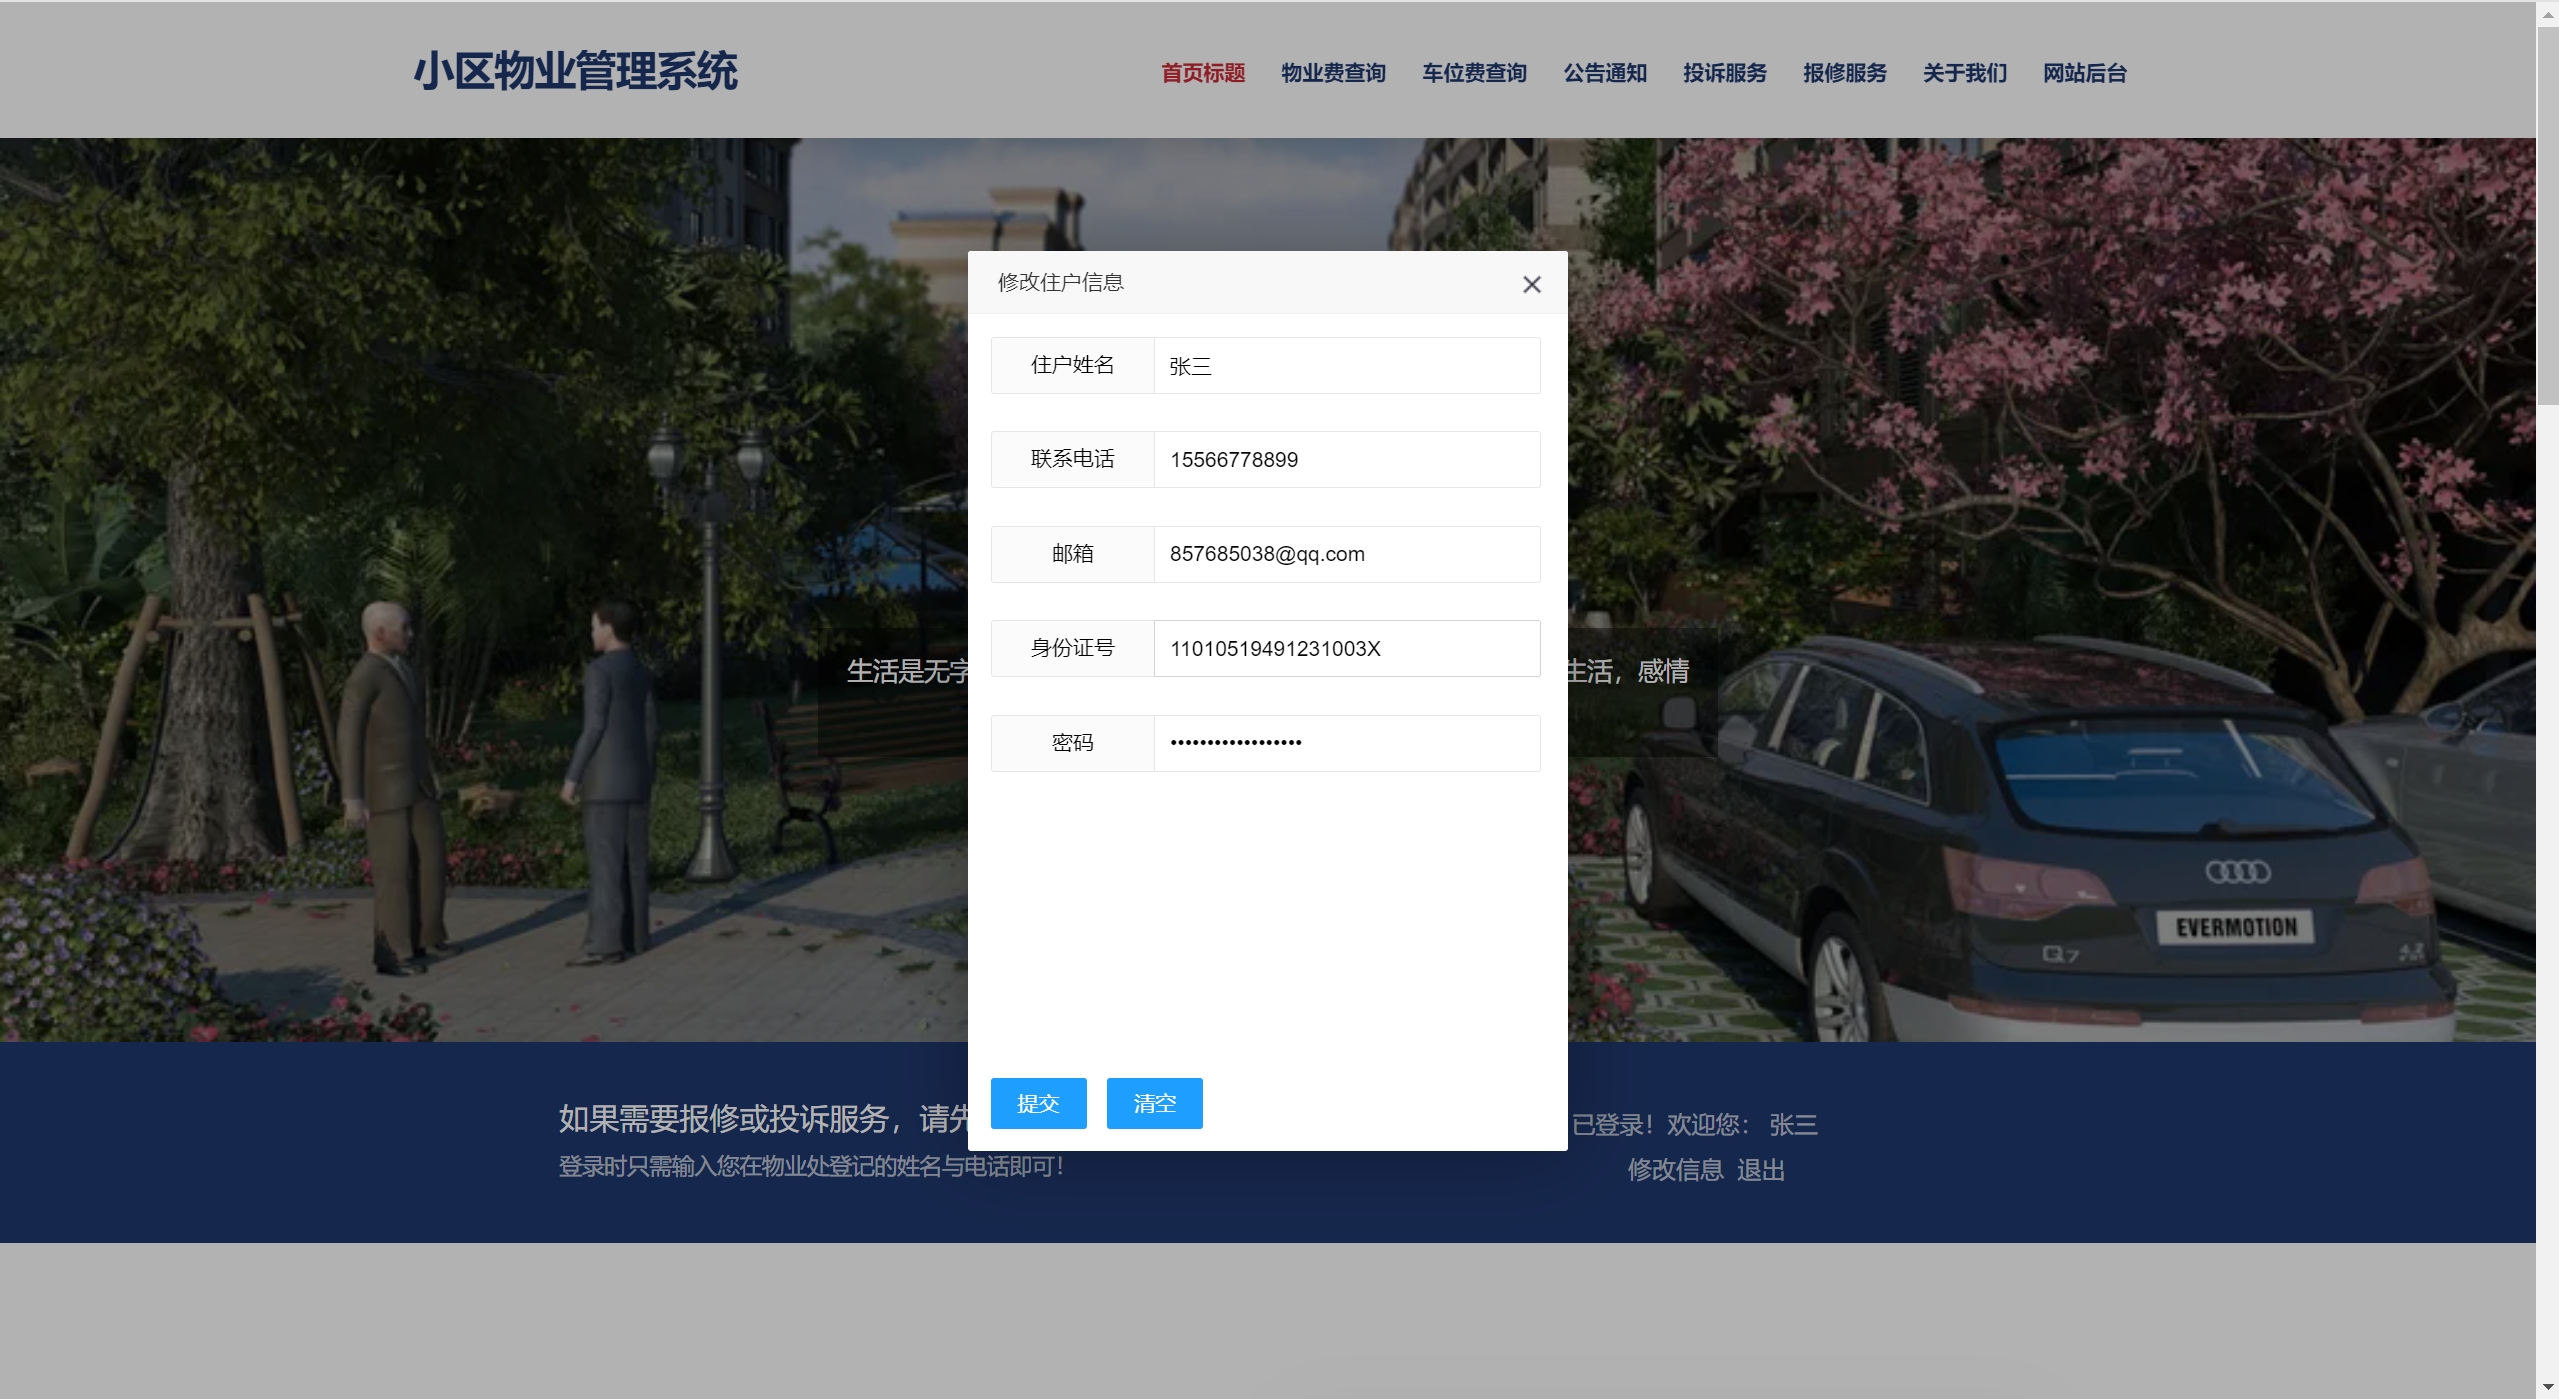 小区物业管理系统
首页标题 物业费查询 车位费查询 公告通知 投诉服务 报修服务 关于我们 网站后台
修改住户信息
住户姓名 张三
联系电话 15566778899
邮箱 857685038@qq.com
身份证号 11010519491231003X
密码 ••••••••••••••••••
生活是无字
生活，感情
EVERMOTION
Q7
提交 清空
如果需要报修或投诉服务，请先
登录时只需输入您在物业处登记的姓名与电话即可！
已登录！欢迎您： 张三
修改信息 退出